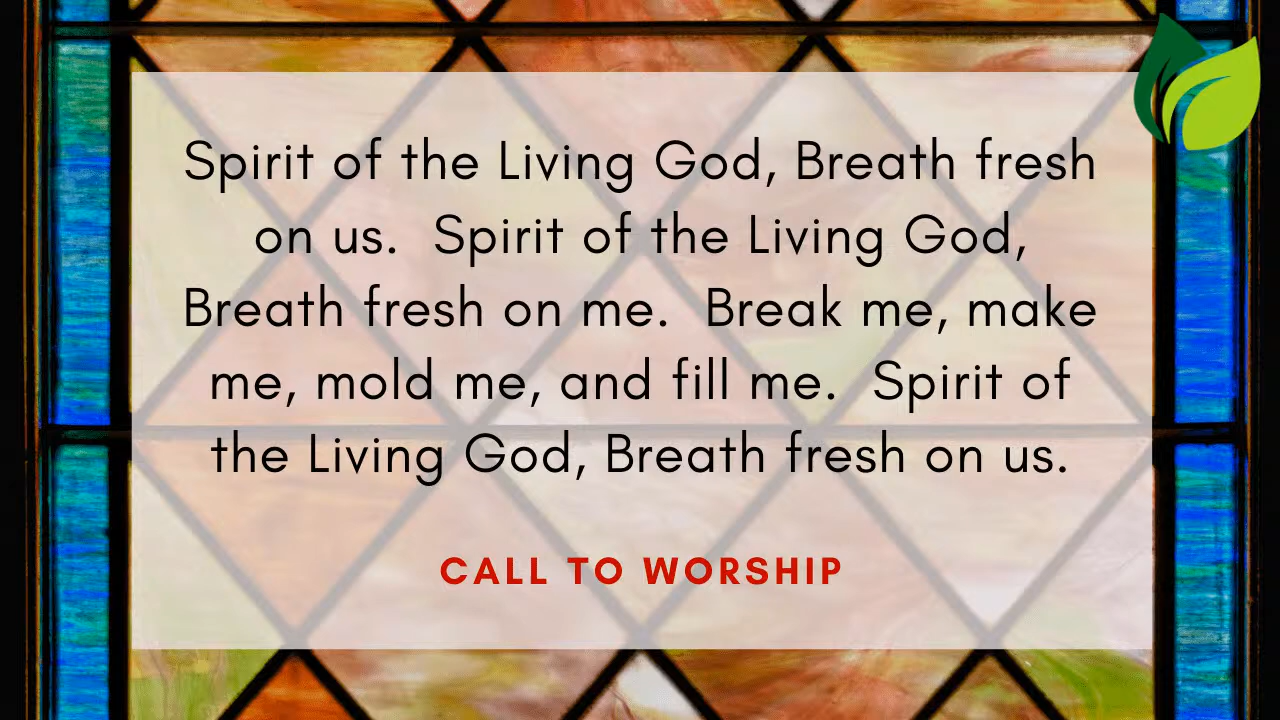 Spirit of the Living God, Breath fresh
on us.  Spirit of the Living God,
Breath fresh on me.  Break me, make
me, mold me, and fill me.  Spirit of
the Living God, Breath fresh on us.
CALL TO WORSHIP